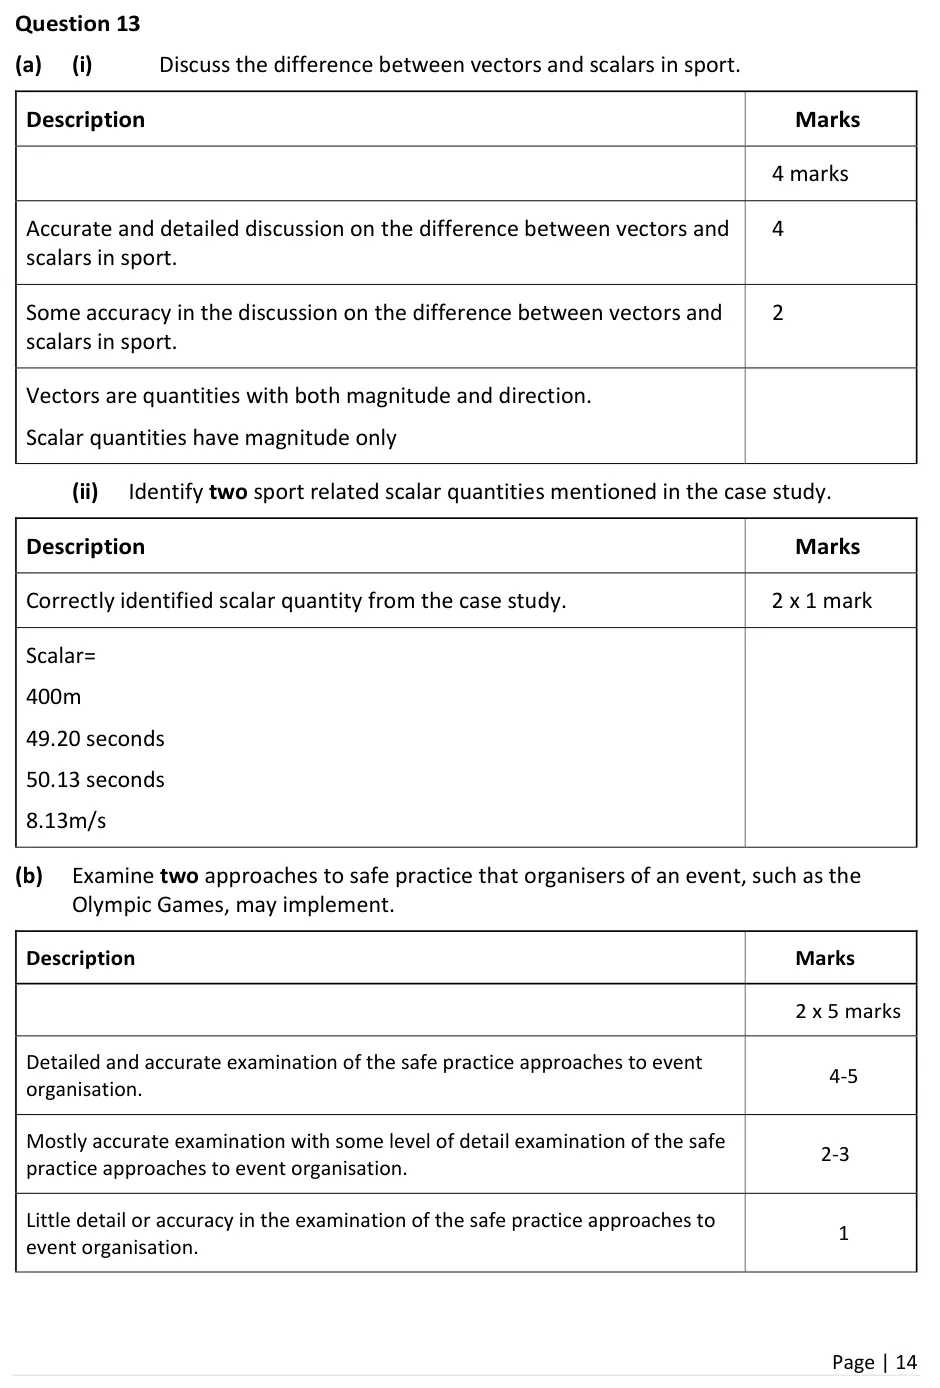 Question 13
(a) (i) Discuss the difference between vectors and scalars in sport.
Description Marks
4 marks
Accurate and detailed discussion on the difference between vectors and 4
scalars in sport.
Some accuracy in the discussion on the difference between vectors and 2
scalars in sport.
Vectors are quantities with both magnitude and direction.
Scalar quantities have magnitude only
(ii) Identify two sport related scalar quantities mentioned in the case study.
Description Marks
Correctly identified scalar quantity from the case study. 2 x 1 mark
Scalar=
400m
49.20 seconds
50.13 seconds
8.13m/s
(b) Examine two approaches to safe practice that organisers of an event, such as the
Olympic Games, may implement.
Description Marks
2 x 5 marks
Detailed and accurate examination of the safe practice approaches to event
organisation.
4-5
Mostly accurate examination with some level of detail examination of the safe
practice approaches to event organisation.
2-3
Little detail or accuracy in the examination of the safe practice approaches to
event organisation.
1
Page | 14